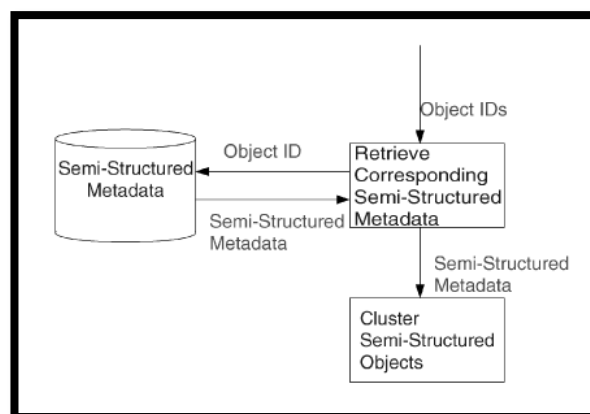 Object IDs
Object ID
Semi-Structured
Metadata
Retrieve
Corresponding
Semi-Structured
Metadata
Semi-Structured
Metadata
Semi-Structured
Metadata
Cluster
Semi-Structured
Objects